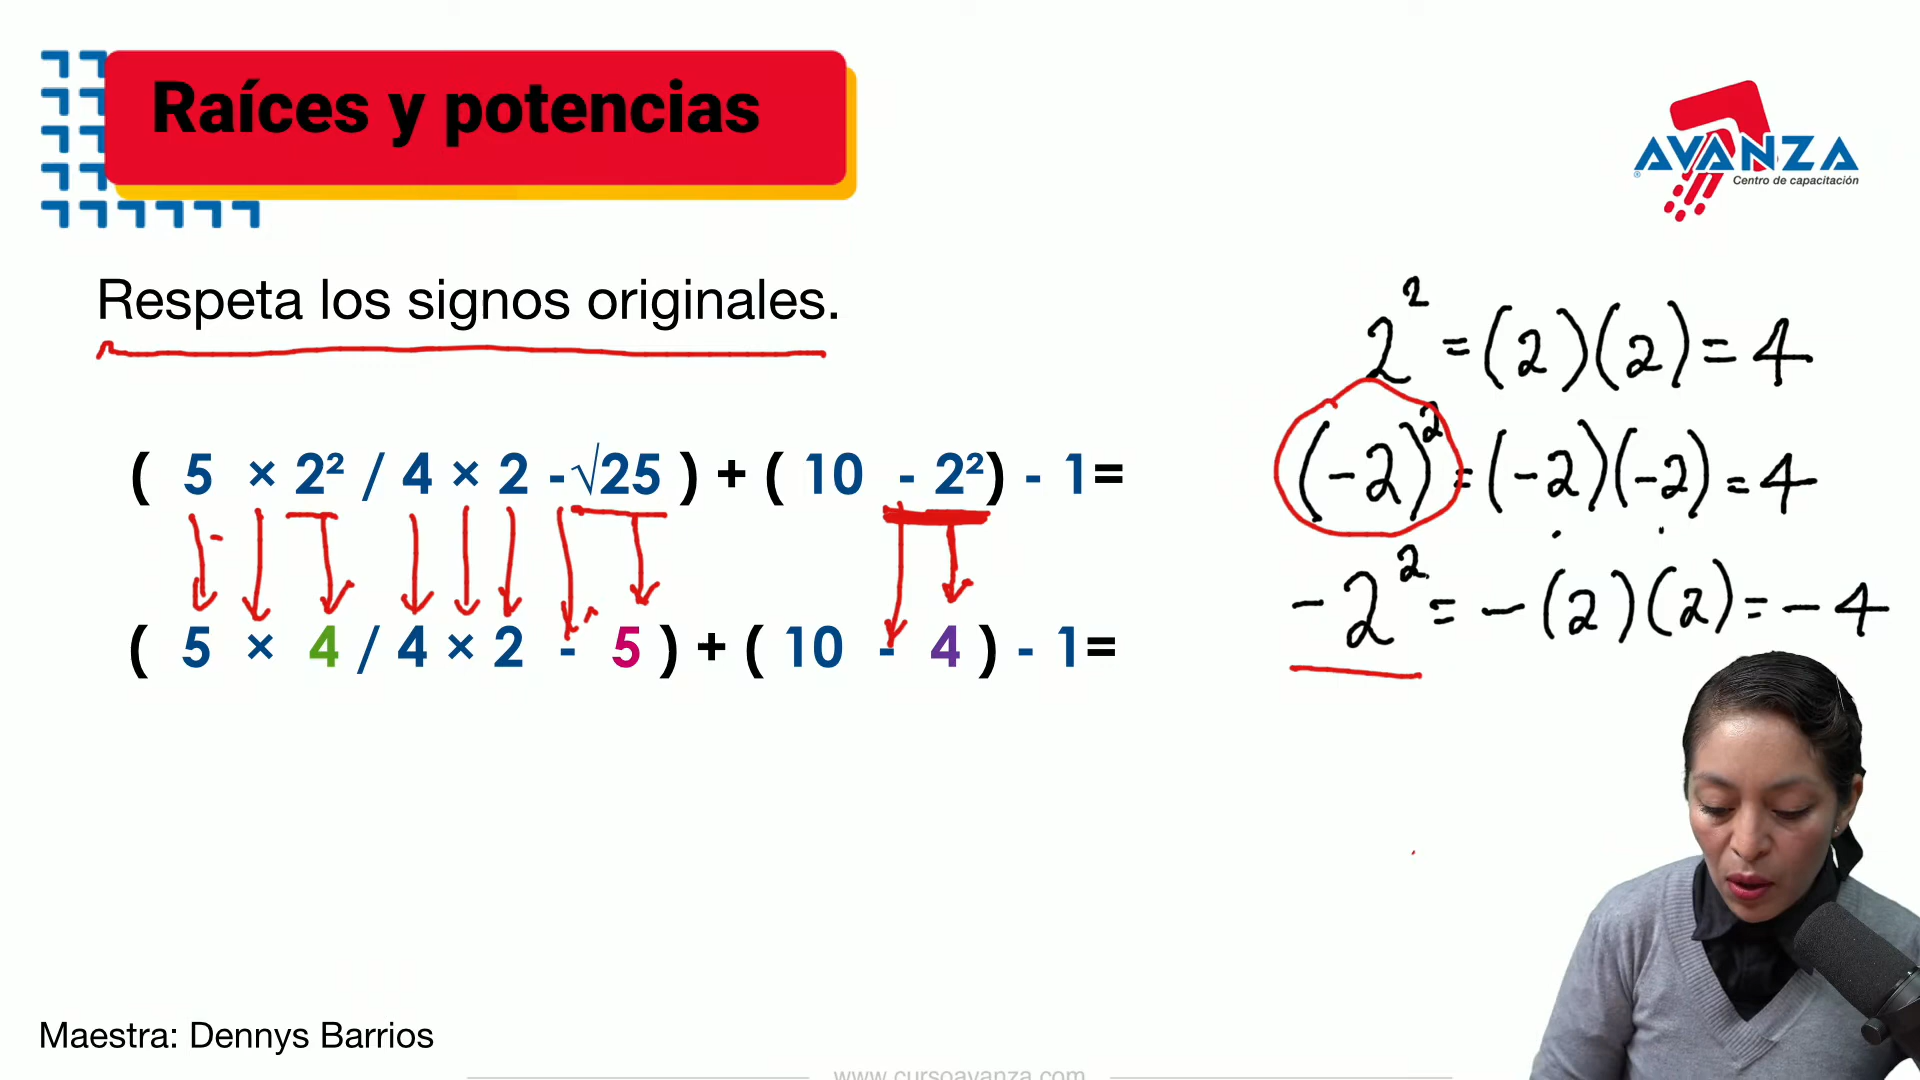 Raíces y potencias
AVANZA
®
Centro de capacitación
Respeta los signos originales.
( 5 × 2² / 4 × 2 -√25 ) + ( 10 - 2²) - 1=
( 5 × 4 / 4 × 2 - 5 ) + ( 10 - 4 ) - 1=
2² = (2)(2) = 4
(-2)² = (-2)(-2) = 4
-2² = -(2)(2) = -4
Maestra: Dennys Barrios
www.cursoavanza.com